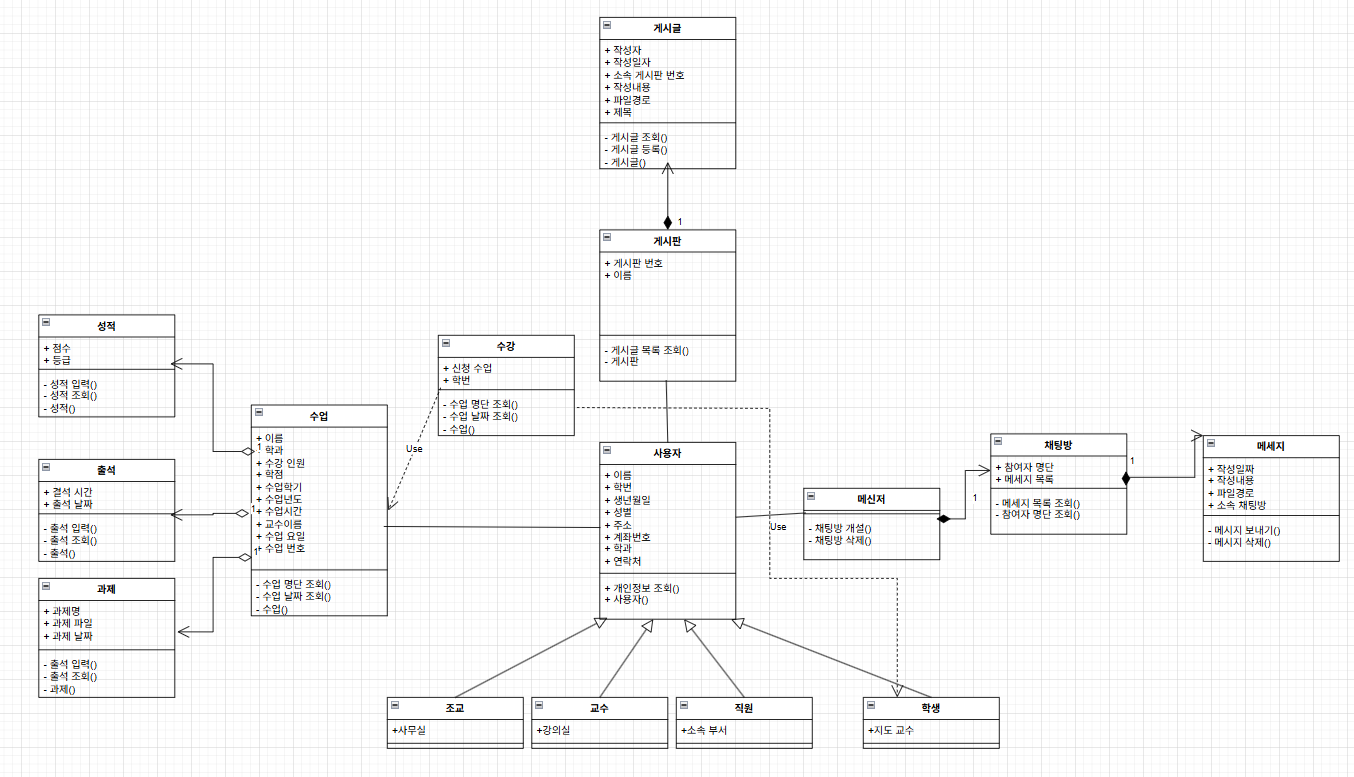 게시글
+ 작성자
+ 작성일자
+ 소속 게시판 번호
+ 작성내용
+ 파일경로
+ 제목
- 게시글 조회()
- 게시글 등록()
- 게시글()
1
게시판
+ 게시판 번호
+ 이름
- 게시글 목록 조회()
- 게시판
성적
+ 점수
+ 등급
- 성적 입력()
- 성적 조회()
- 성적()
수강
+ 신청 수업
+ 학번
- 수업 명단 조회()
- 수업 날짜 조회()
- 수업()
Use
수업
+ 이름
+ 학과
+ 수강 인원
+ 학점
+ 수업학기
+ 수업년도
+ 수업시간
+ 교수이름
+ 수업 요일
+ 수업 번호
- 수업 명단 조회()
- 수업 날짜 조회()
- 수업()
1
1
1
출석
+ 결석 시간
+ 출석 날짜
- 출석 입력()
- 출석 조회()
- 출석()
과제
+ 과제명
+ 과제 파일
+ 과제 날짜
- 출석 입력()
- 출석 조회()
- 과제()
사용자
+ 이름
+ 학번
+ 생년월일
+ 성별
+ 주소
+ 계좌번호
+ 학과
+ 연락처
+ 개인정보 조회()
+ 사용자()
Use
메신저
- 채팅방 개설()
- 채팅방 삭제()
1
채팅방
+ 참여자 명단
+ 메세지 목록
- 메세지 목록 조회()
- 참여자 명단 조회()
1
메세지
+ 작성일짜
+ 작성내용
+ 파일경로
+ 소속 채팅방
- 메시지 보내기()
- 메시지 삭제()
조교
+사무실
교수
+강의실
직원
+소속 부서
학생
+지도 교수